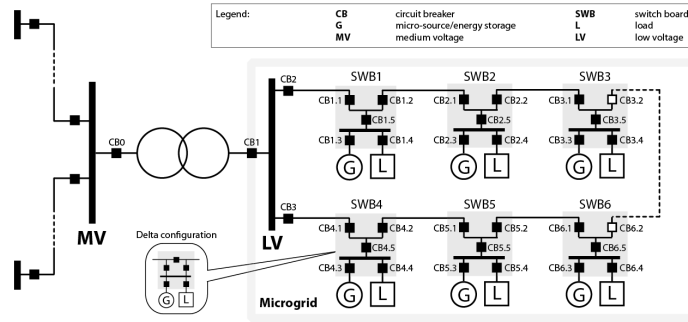 Legend: CB circuit breaker SWB switch board
G micro-source/energy storage L load
MV medium voltage LV low voltage
CB2 SWB1 SWB2 SWB3
CB1.1 CB1.2 CB2.1 CB2.2 CB3.1 CB3.2
CB1.5 CB2.5 CB3.5
CB0 CB1 CB1.3 CB1.4 CB2.3 CB2.4 CB3.3 CB3.4
G L G L G L
CB3 SWB4 SWB5 SWB6
MV Delta configuration LV CB4.1 CB4.2 CB5.1 CB5.2 CB6.1 CB6.2
CB4.5 CB5.5 CB6.5
CB4.3 CB4.4 CB5.3 CB5.4 CB6.3 CB6.4
G L Microgrid G L G L G L